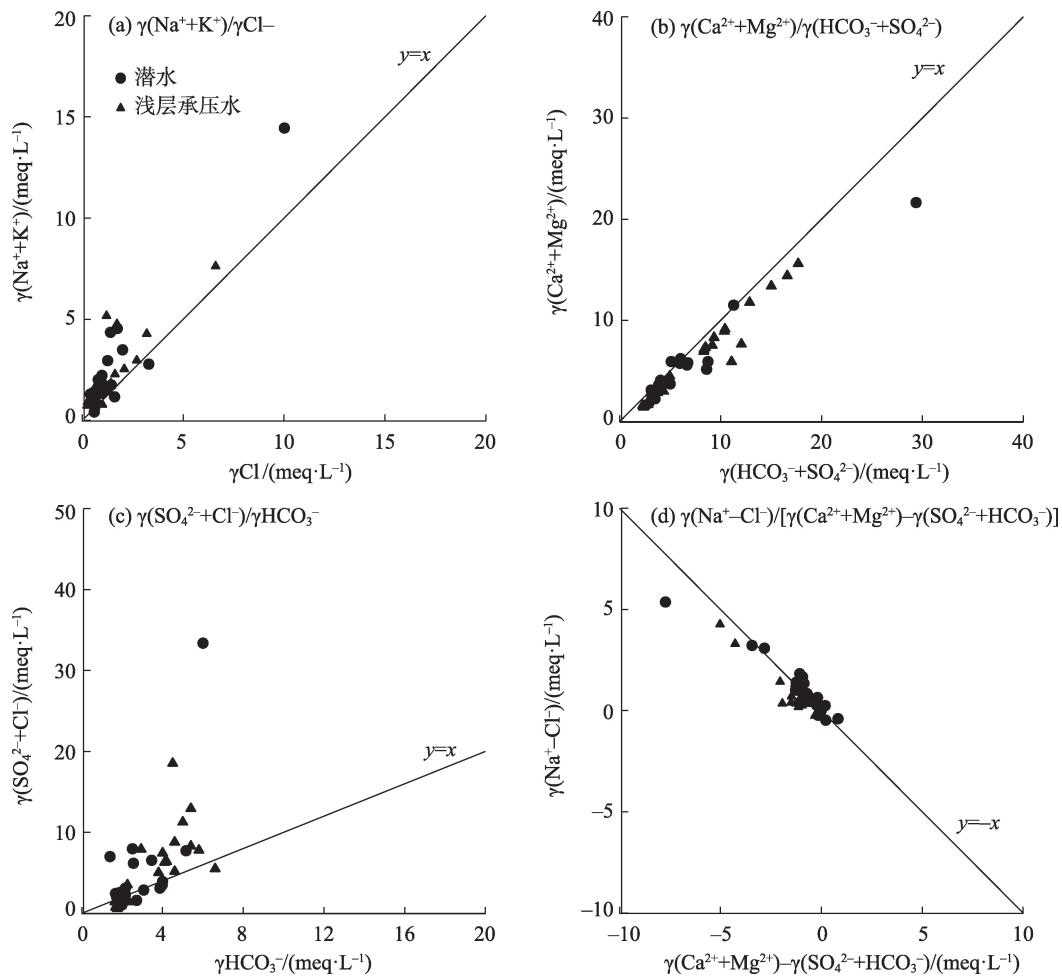 (a) γ(Na⁺+K⁺)/γCl–
潜水
浅层承压水
y=x
20
15
10
5
0
γ(Na⁺+K⁺)/(meq·L⁻¹)
0 5 10 15 20
γCl⁻/(meq·L⁻¹)
(b) γ(Ca²⁺+Mg²⁺)/γ(HCO₃⁻+SO₄²⁻)
y=x
40
30
20
10
0
γ(Ca²⁺+Mg²⁺)/(meq·L⁻¹)
0 10 20 30 40
γ(HCO₃⁻+SO₄²⁻)/(meq·L⁻¹)
(c) γ(SO₄²⁻+Cl⁻)/γHCO₃⁻
y=x
50
40
30
20
10
0
γ(SO₄²⁻+Cl⁻)/(meq·L⁻¹)
0 4 8 12 16 20
γHCO₃⁻/(meq·L⁻¹)
(d) γ(Na⁺–Cl⁻)/[γ(Ca²⁺+Mg²⁺)–γ(SO₄²⁻+HCO₃⁻)]
10
5
0
–5
–10
γ(Na⁺–Cl⁻)/(meq·L⁻¹)
y=–x
–10 –5 0 5 10
γ(Ca²⁺+Mg²⁺)–γ(SO₄²⁻+HCO₃⁻)/(meq·L⁻¹)